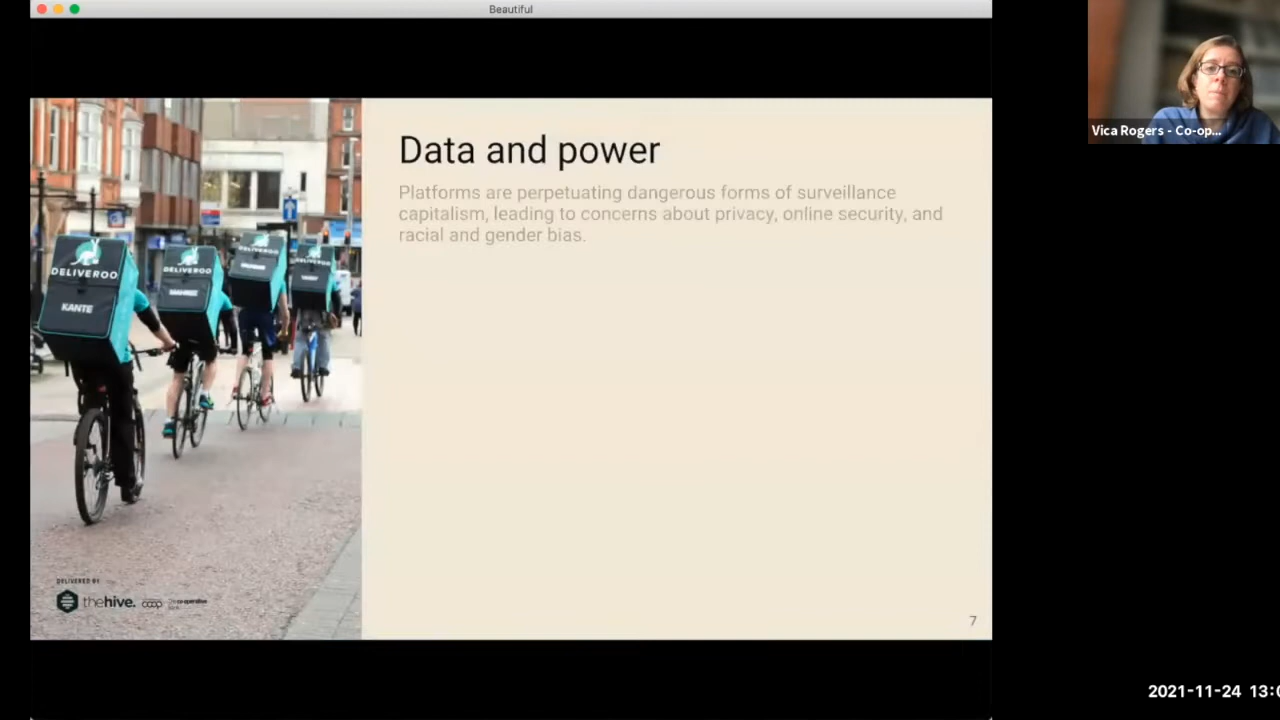 Beautiful
Vica Rogers - Co-op...
Data and power
Platforms are perpetuating dangerous forms of surveillance
capitalism, leading to concerns about privacy, online security, and
racial and gender bias.
DELIVEROO
KANTE
DELIVEROO
DELIVEROO
DELIVEROO
DELIVERED BY
thehive.
coop
7
2021-11-24 13:0